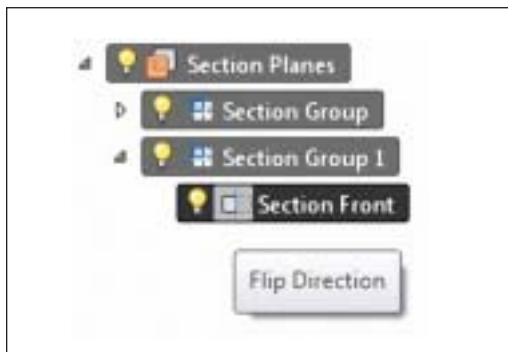 Section Planes
Section Group
Section Group 1
Section Front
Flip Direction